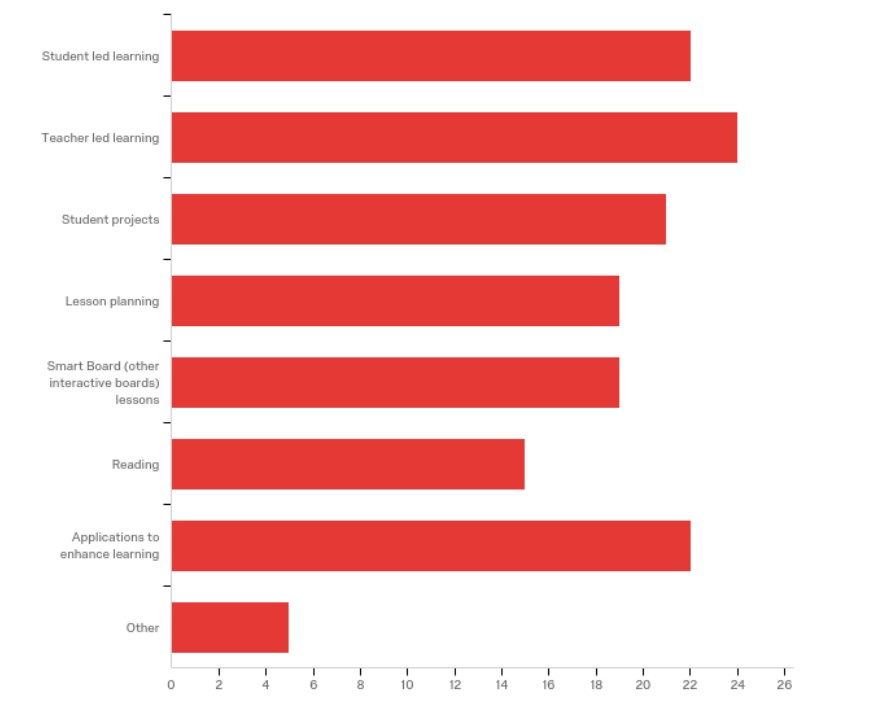 Student led learning
Teacher led learning
Student projects
Lesson planning
Smart Board (other
interactive boards)
lessons
Reading
Applications to
enhance learning
Other
0 2 4 6 8 10 12 14 16 18 20 22 24 26